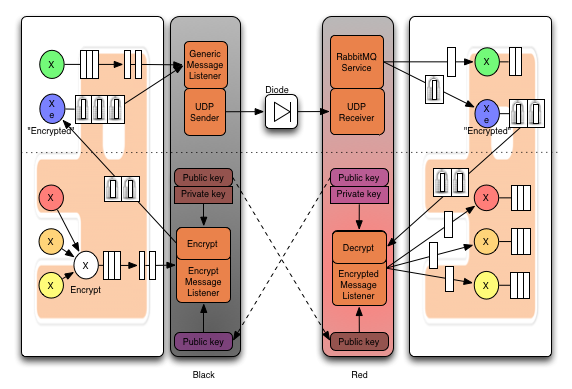 Generic
Message
Listener
RabbitMQ
Service
X
X
Diode
X
e
UDP
Sender
UDP
Receiver
X
e
"Encrypted"
"Encrypted"
Public key
Private key
Public key
Private key
X
X
X
Encrypt
Decrypt
X
X
X
Encrypt
Message
Listener
Encrypted
Message
Listener
X
X
Encrypt
Public key
Public key
Black
Red